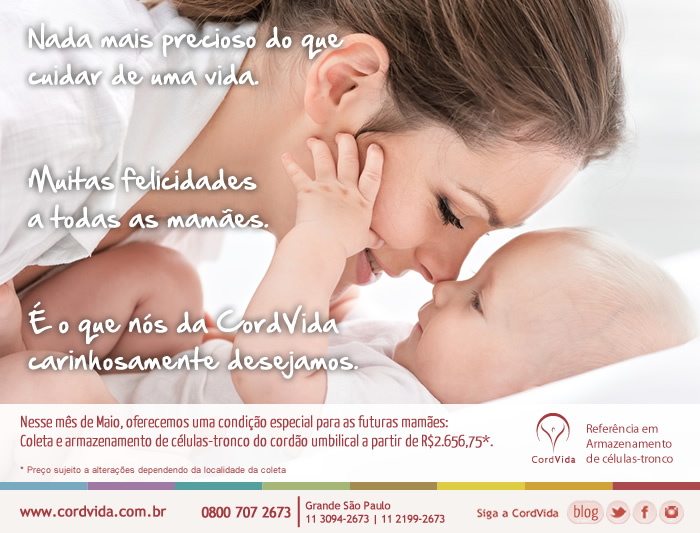 Nada mais precioso do que
cuidar de uma vida.
Muitas felicidades
a todas as mamães.
É o que nós da CordVida
carinhosamente desejamos.
Nesse mês de Maio, oferecemos uma condição especial para as futuras mamães:
Coleta e armazenamento de células-tronco do cordão umbilical a partir de R$2.656,75*.
* Preço sujeito a alterações dependendo da localidade da coleta
CordVida
Referência em
Armazenamento
de células-tronco
www.cordvida.com.br
0800 707 2673
Grande São Paulo
11 3094-2673 | 11 2199-2673
Siga a CordVida
blog